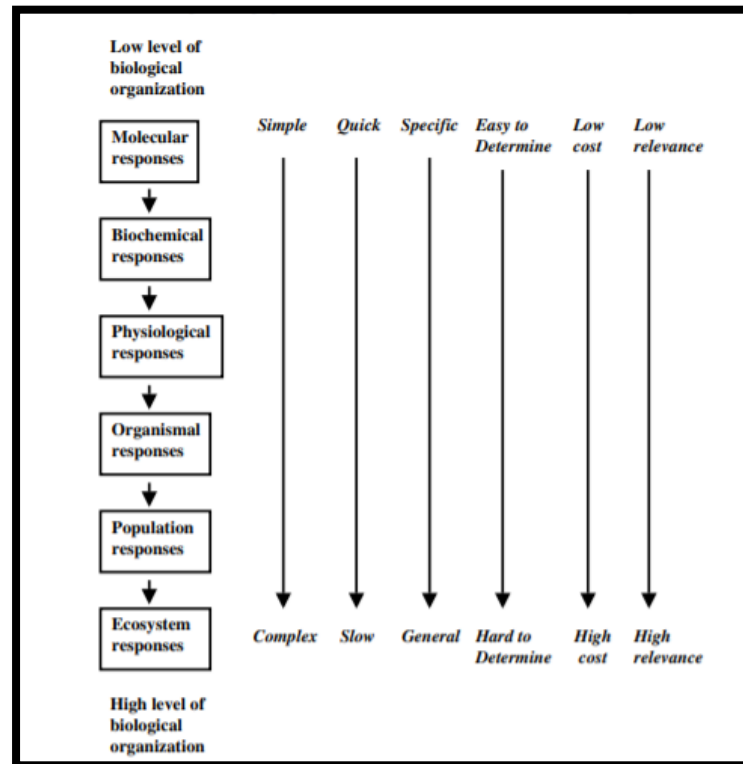 Low level of
biological
organization
Simple Quick Specific Easy to Low Low
Determine cost relevance
Molecular
responses
Biochemical
responses
Physiological
responses
Organismal
responses
Population
responses
Ecosystem
responses
Complex Slow General Hard to High High
Determine cost relevance
High level of
biological
organization